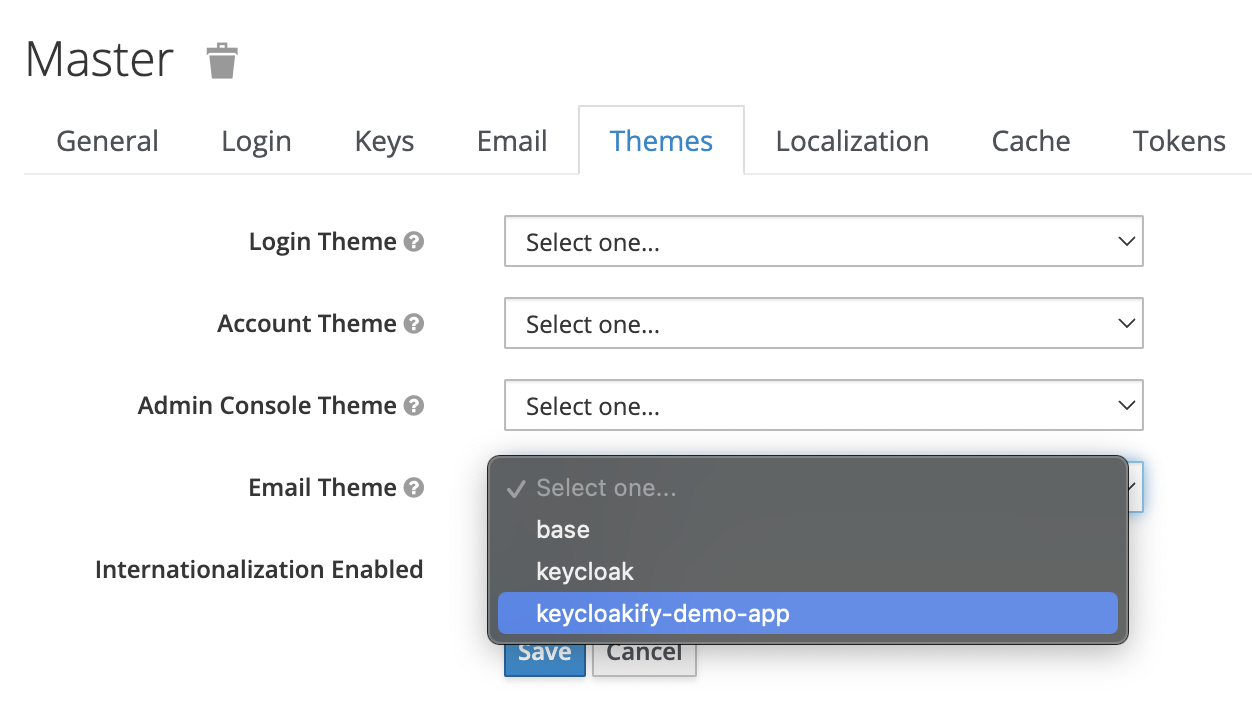 Master
General Login Keys Email Themes Localization Cache Tokens
Login Theme Select one...
Account Theme Select one...
Admin Console Theme Select one...
Email Theme Select one...
base
Internationalization Enabled keycloak
keycloakify-demo-app
Save Cancel